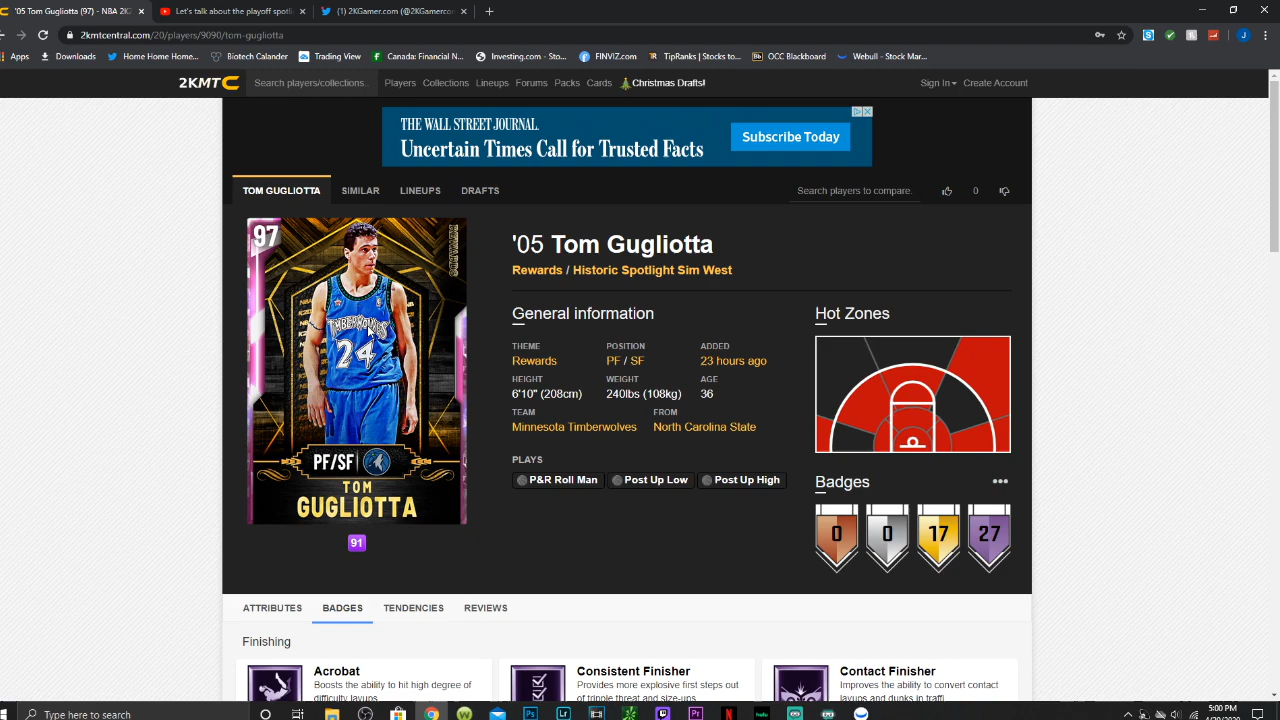 '05 Tom Gugliotta (97) - NBA 2K
Let's talk about the playoff spotli
(1) 2KGamer.com (@2KGamercom
2kmtcentral.com/20/players/9090/tom-gugliotta
Apps
Downloads
Home Home Home...
Biotech Calander
Trading View
Canada: Financial N...
Investing.com - Sto...
FINVIZ.com
TipRanks | Stocks to...
OCC Blackboard
Webull - Stock Mar...
2KMT
Search players/collections..
Players
Collections
Lineups
Forums
Packs
Cards
Christmas Drafts!
Sign In
Create Account
THE WALL STREET JOURNAL.
Uncertain Times Call for Trusted Facts
Subscribe Today
TOM GUGLIOTTA
SIMILAR
LINEUPS
DRAFTS
Search players to compare.
0
97
REWARDS
TIMBERWOLVES
24
PF/SF
TOM
GUGLIOTTA
91
'05 Tom Gugliotta
Rewards / Historic Spotlight Sim West
General information
THEME
POSITION
ADDED
Rewards
PF / SF
23 hours ago
HEIGHT
WEIGHT
AGE
6'10" (208cm)
240lbs (108kg)
36
TEAM
FROM
Minnesota Timberwolves
North Carolina State
PLAYS
P&R Roll Man
Post Up Low
Post Up High
Hot Zones
Badges
0
0
17
27
ATTRIBUTES
BADGES
TENDENCIES
REVIEWS
Finishing
Acrobat
Boosts the ability to hit high degree of
difficulty layups
Consistent Finisher
Provides more explosive first steps out
of triple threat and size-ups
Contact Finisher
Improves the ability to convert contact
layups and dunks in traffi
Type here to search
5:00 PM
4/20/2020